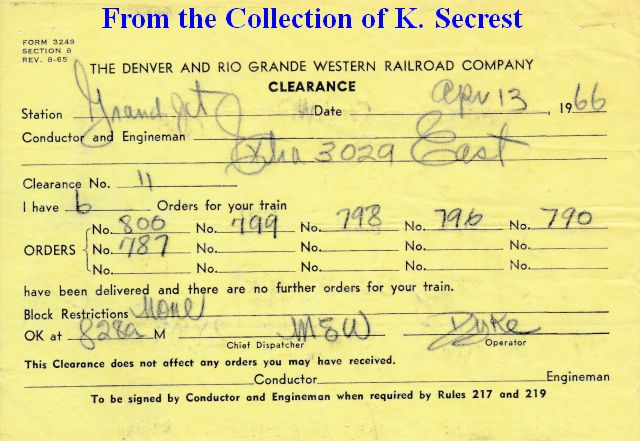 From the Collection of K. Secrest
FORM 3249
SECTION B
REV. 8-65
THE DENVER AND RIO GRANDE WESTERN RAILROAD COMPANY
CLEARANCE
Station Grand Jct Date Apr 13, 1966
Conductor and Engineman
Extra 3029 East
Clearance No. 11
I have 6 Orders for your train
No. 800 No. 799 No. 798 No. 796 No. 790
ORDERS No. 787 No. No. No. No.
No. No. No. No. No.
have been delivered and there are no further orders for your train.
Block Restrictions None
OK at 828a M MEW Dyke
Chief Dispatcher Operator
This Clearance does not affect any orders you may have received.
Conductor Engineman
To be signed by Conductor and Engineman when required by Rules 217 and 219